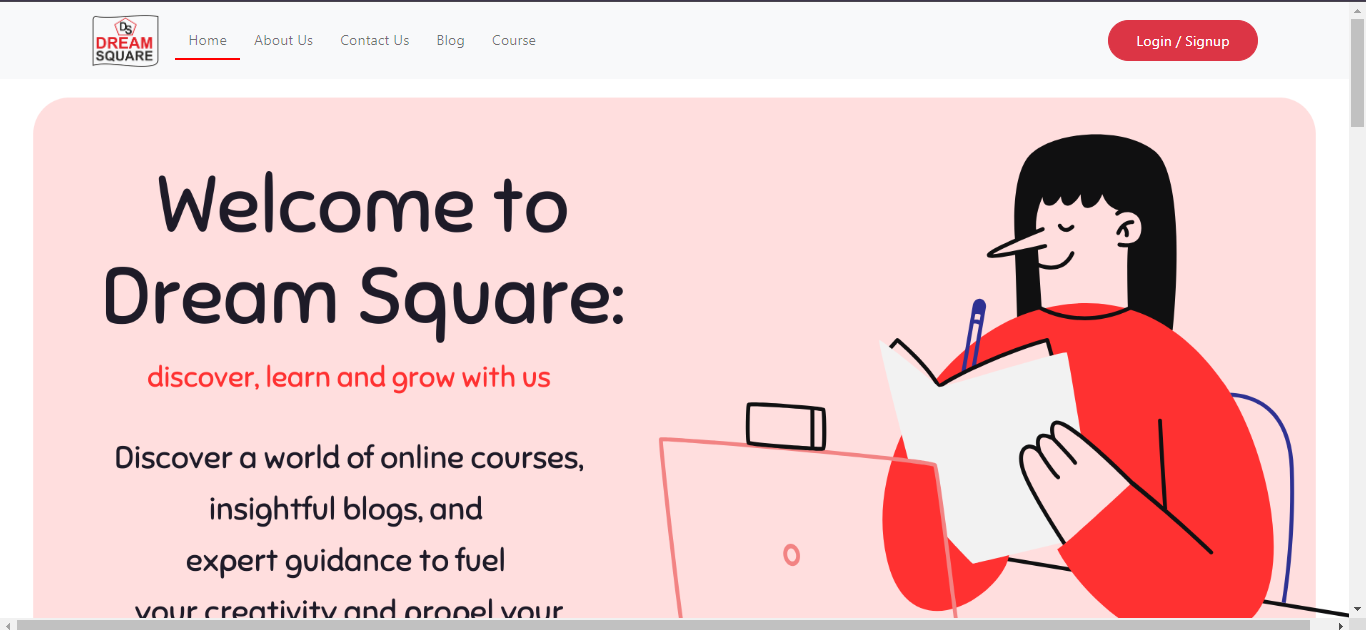 DS
DREAM
SQUARE
Home About Us Contact Us Blog Course
Login / Signup
Welcome to
Dream Square:
discover, learn and grow with us
Discover a world of online courses,
insightful blogs, and
expert guidance to fuel
your creativity and propel your